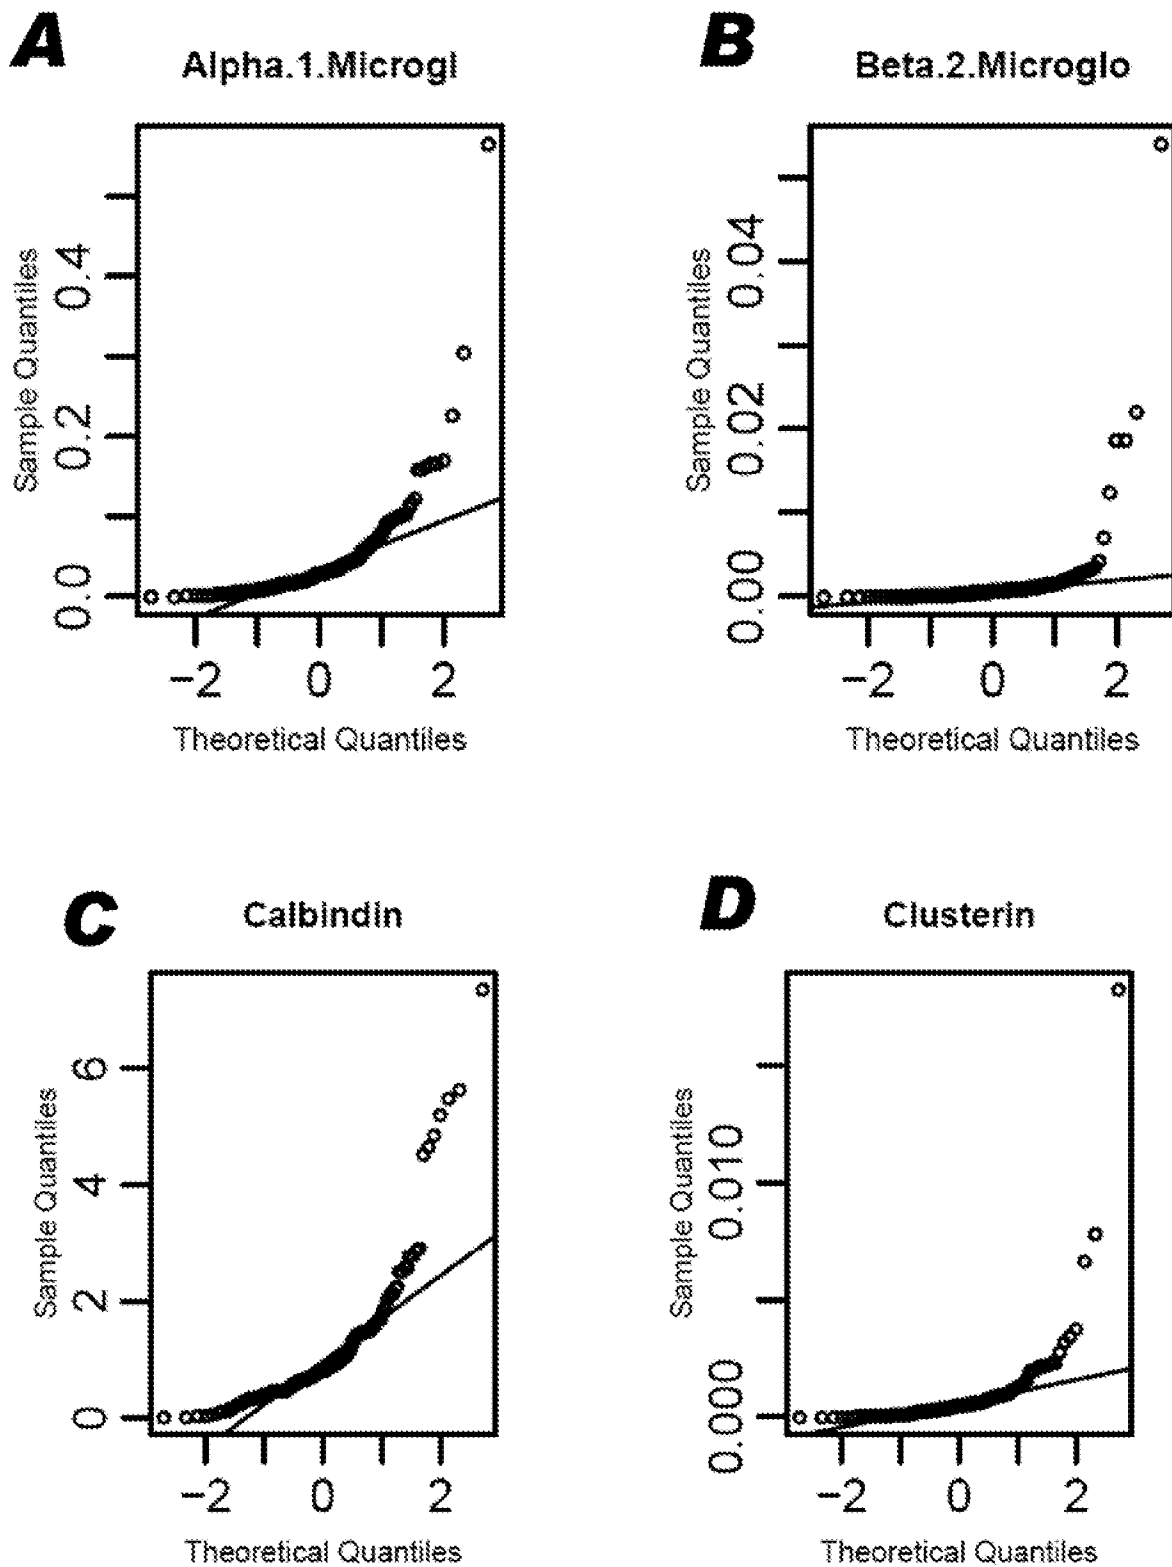 A
Alpha.1.Microgl
Sample Quantiles
0.4
0.2
0.0
−2 0 2
Theoretical Quantiles
B
Beta.2.Microglo
Sample Quantiles
0.04
0.02
0.00
−2 0 2
Theoretical Quantiles
C
Calbindin
Sample Quantiles
6
4
2
0
−2 0 2
Theoretical Quantiles
D
Clusterin
Sample Quantiles
0.010
0.000
−2 0 2
Theoretical Quantiles